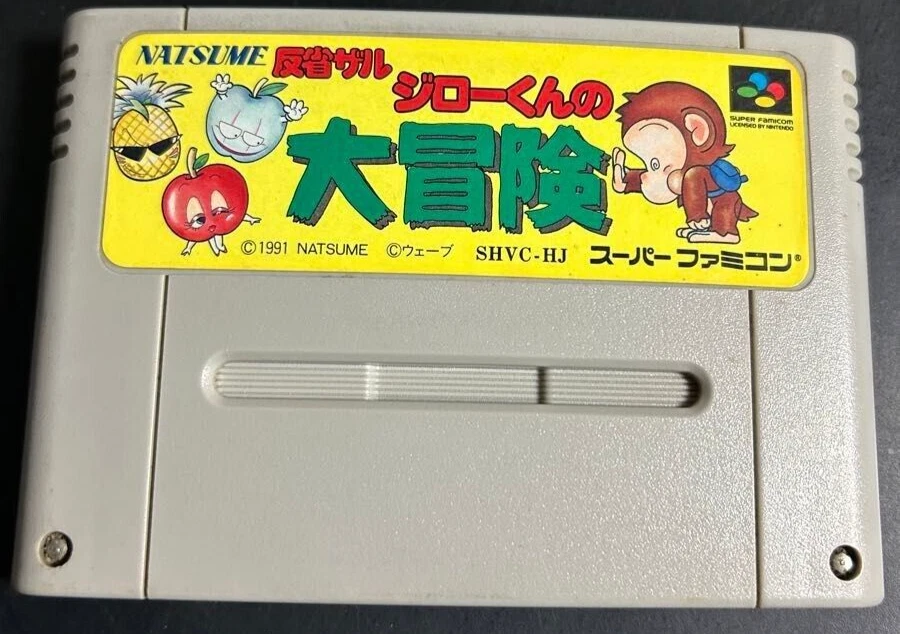 NATSUME 反省ザル
ジローくんの
大冒険
SUPER FAMICOM
LICENSED BY NINTENDO
©1991 NATSUME ©ウェーブ SHVC-HJ スーパーファミコン®